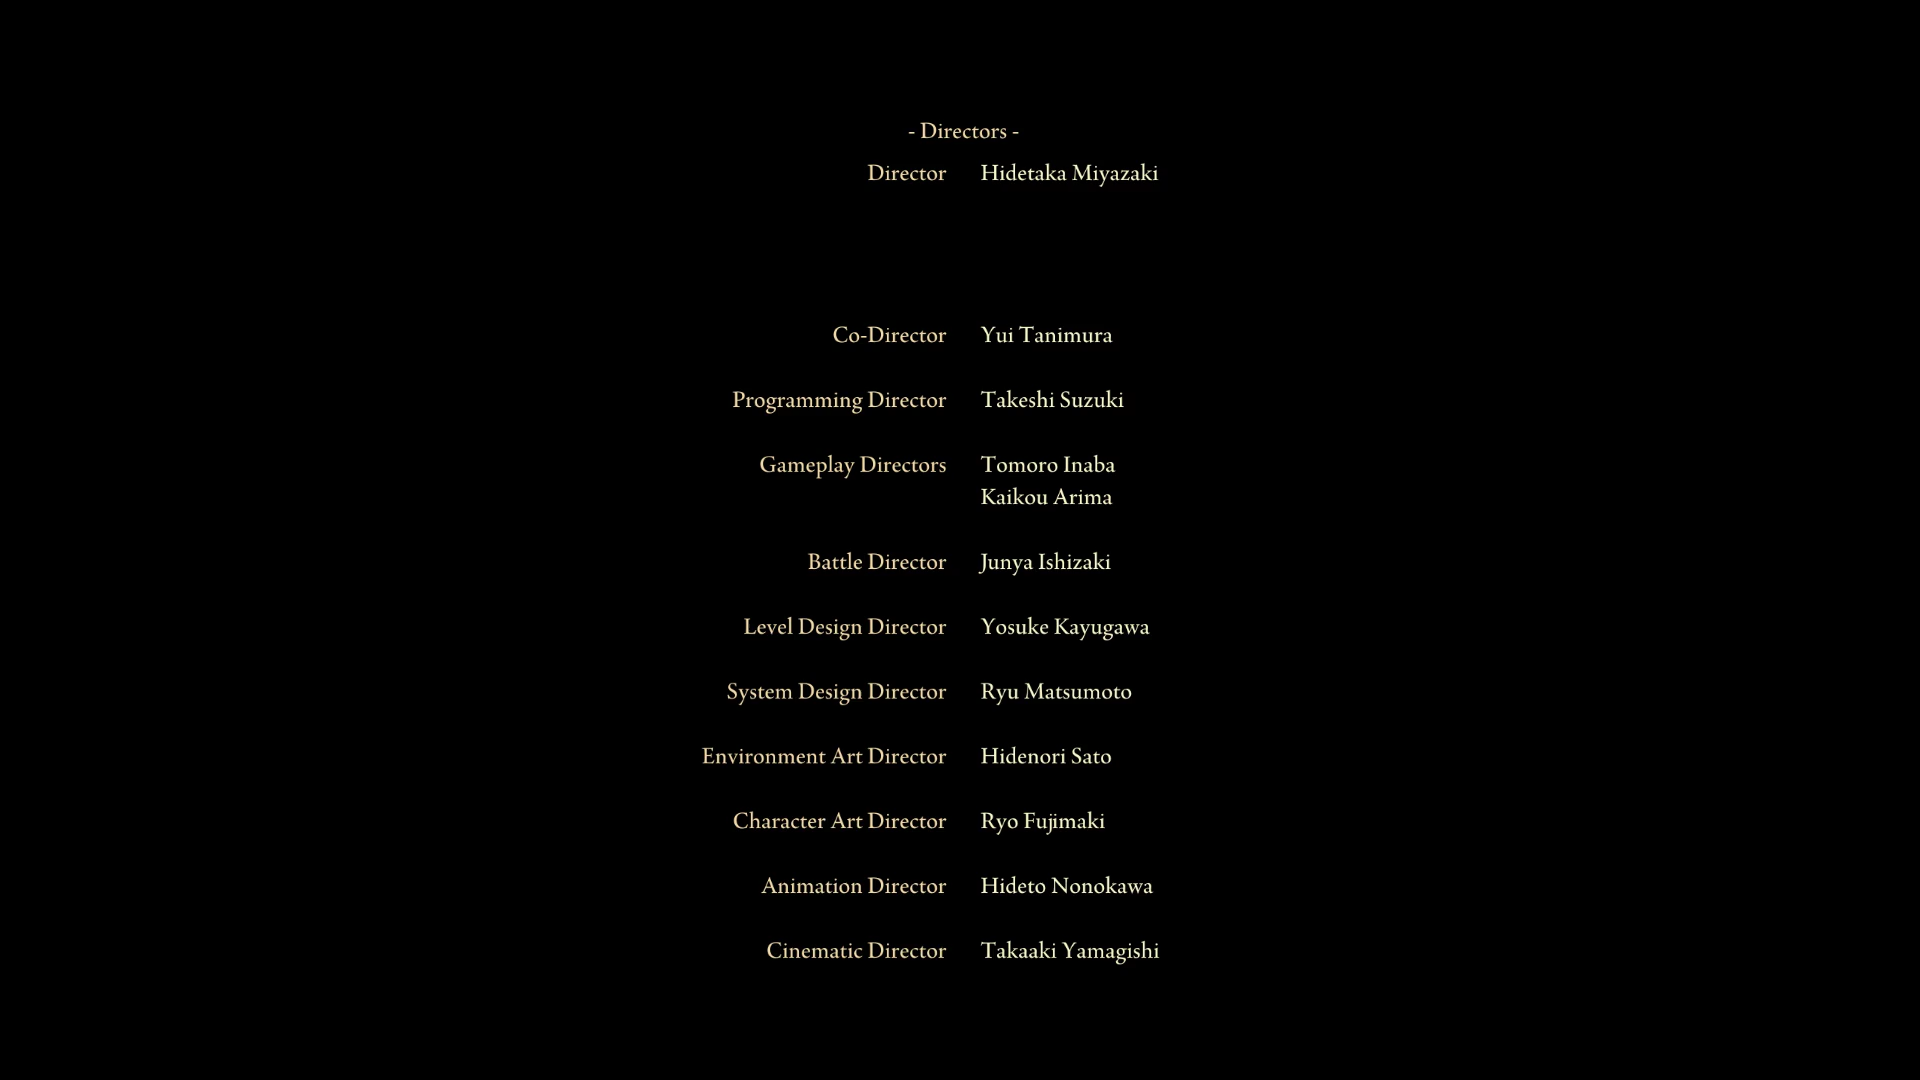 - Directors -
Director Hidetaka Miyazaki
Co-Director Yui Tanimura
Programming Director Takeshi Suzuki
Gameplay Directors Tomoro Inaba
Kaikou Arima
Battle Director Junya Ishizaki
Level Design Director Yosuke Kayugawa
System Design Director Ryu Matsumoto
Environment Art Director Hidenori Sato
Character Art Director Ryo Fujimaki
Animation Director Hideto Nonokawa
Cinematic Director Takaaki Yamagishi